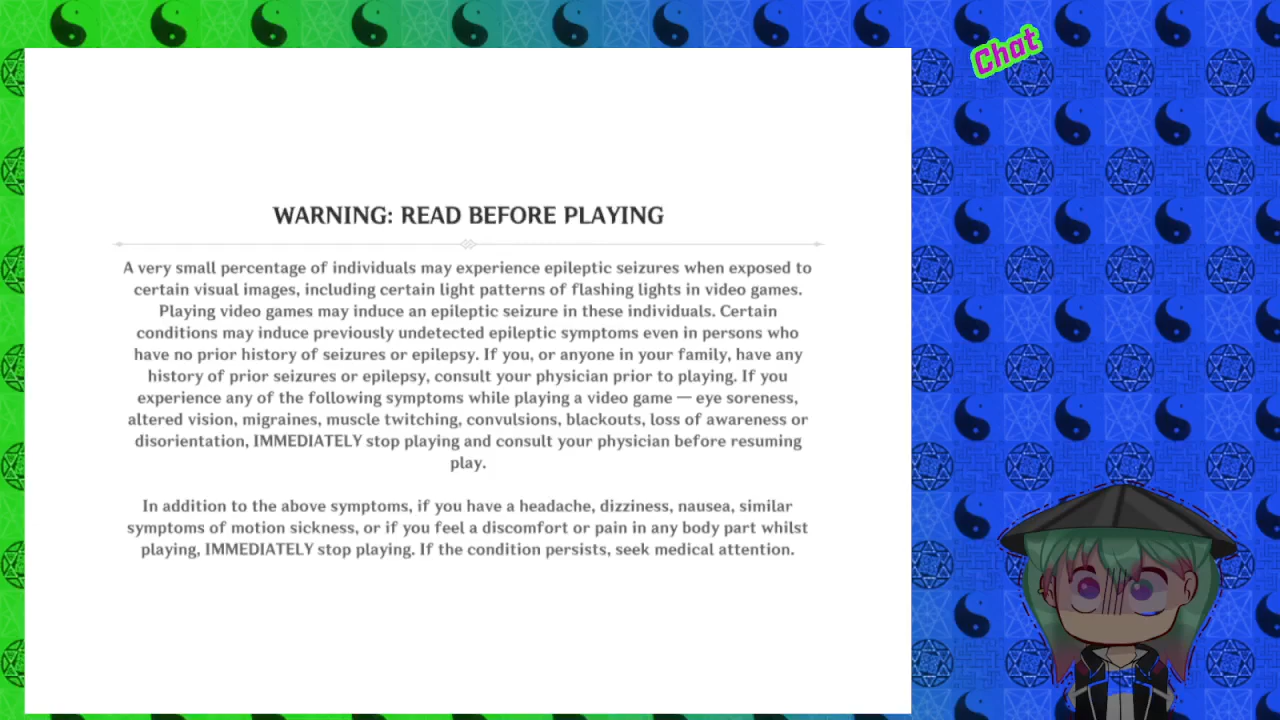 Chat
WARNING: READ BEFORE PLAYING
A very small percentage of individuals may experience epileptic seizures when exposed to
certain visual images, including certain light patterns of flashing lights in video games.
Playing video games may induce an epileptic seizure in these individuals. Certain
conditions may induce previously undetected epileptic symptoms even in persons who
have no prior history of seizures or epilepsy. If you, or anyone in your family, have any
history of prior seizures or epilepsy, consult your physician prior to playing. If you
experience any of the following symptoms while playing a video game — eye soreness,
altered vision, migraines, muscle twitching, convulsions, blackouts, loss of awareness or
disorientation, IMMEDIATELY stop playing and consult your physician before resuming
play.
In addition to the above symptoms, if you have a headache, dizziness, nausea, similar
symptoms of motion sickness, or if you feel a discomfort or pain in any body part whilst
playing, IMMEDIATELY stop playing. If the condition persists, seek medical attention.